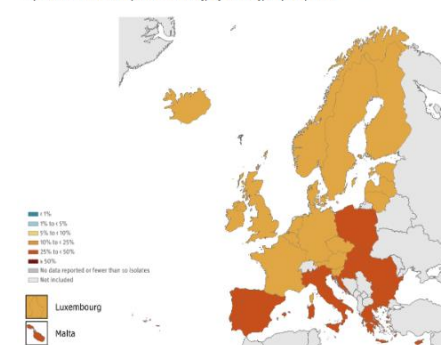 < 1%
1% to < 5%
5% to < 10%
10% to < 25%
25% to < 50%
≥ 50%
No data reported or fewer than 10 isolates
Not included
Luxembourg
Malta